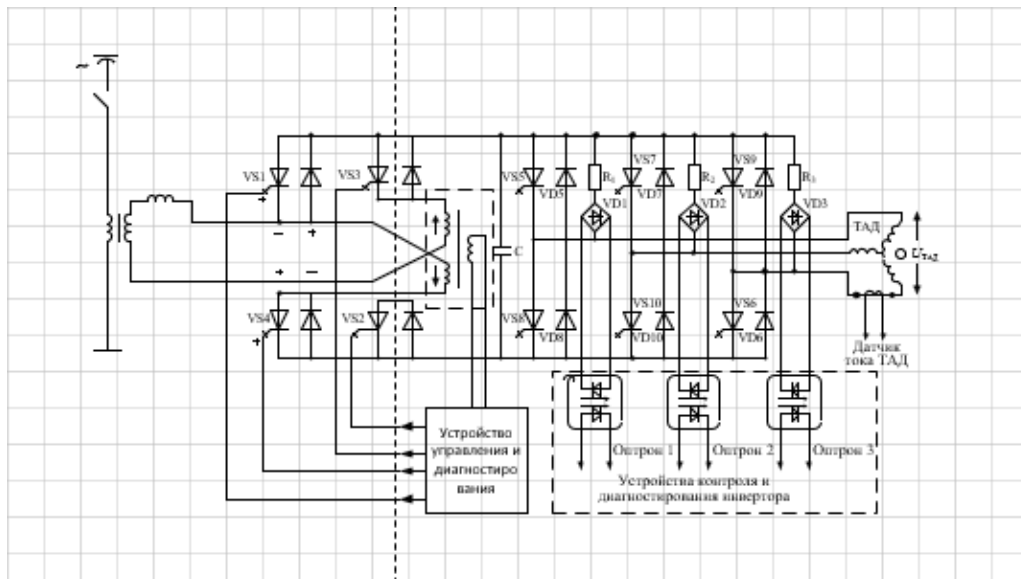 ~
VS1
VS3
VS5
VD5
R₁
VD1
VS7
VD7
R₂
VD2
VS9
VD9
R₃
VD3
ТАД
U ТАД
C
VS4
VS2
VS8
VD8
VS10
VD10
VS6
VD6
Датчик
тока ТАД
Устройство
управления и
диагностиро
вания
Оптрон 1
Оптрон 2
Оптрон 3
Устройства контроля и
диагностирования инвертора